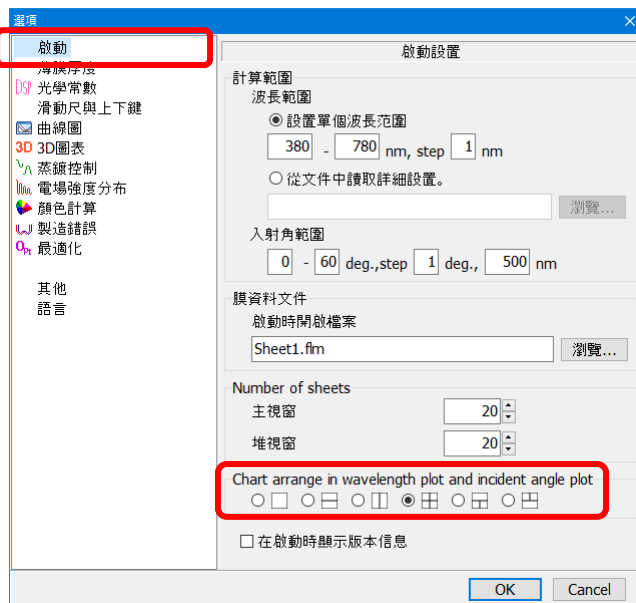 選項
啟動
薄膜厚度
DSP 光學常數
滑動尺與上下鍵
曲線圖
3D 3D圖表
蒸鍍控制
電場強度分布
顏色計算
製造錯誤
OPt 最適化
其他
語言
啟動設置
計算範圍
波長範圍
設置單個波長范圍
380 - 780 nm, step 1 nm
從文件中讀取詳細設置。
瀏覽...
入射角範圍
0 - 60 deg.,step 1 deg., 500 nm
膜資料文件
啟動時開啟檔案
Sheet1.flm 瀏覽...
Number of sheets
主視窗 20
堆視窗 20
Chart arrange in wavelength plot and incident angle plot
在啟動時顯示版本信息
OK Cancel